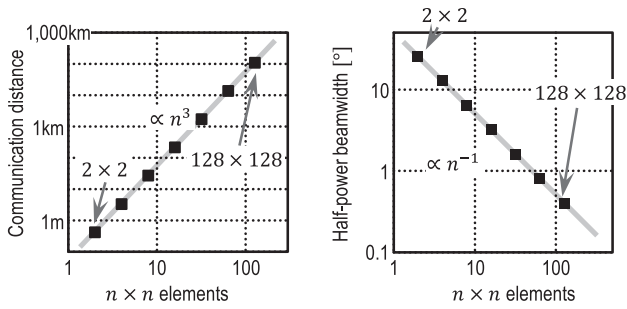 1,000km
1km
1m
Communication distance
∝ n³
2 × 2
128 × 128
1
10
100
n × n elements
2 × 2
10
1
0.1
Half-power beamwidth [°]
128 × 128
∝ n⁻¹
1
10
100
n × n elements